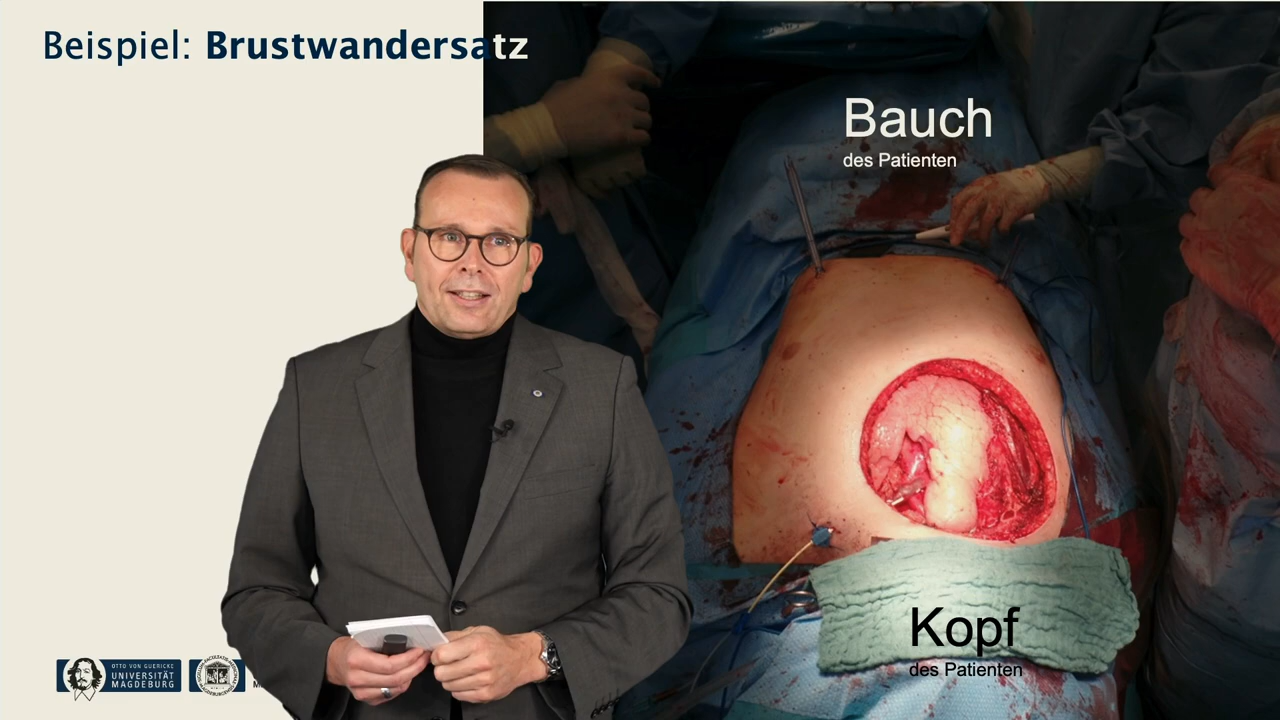 Beispiel: Brustwandersatz
Bauch
des Patienten
Kopf
des Patienten
OTTO VON GUERICKE
UNIVERSITÄT
MAGDEBURG